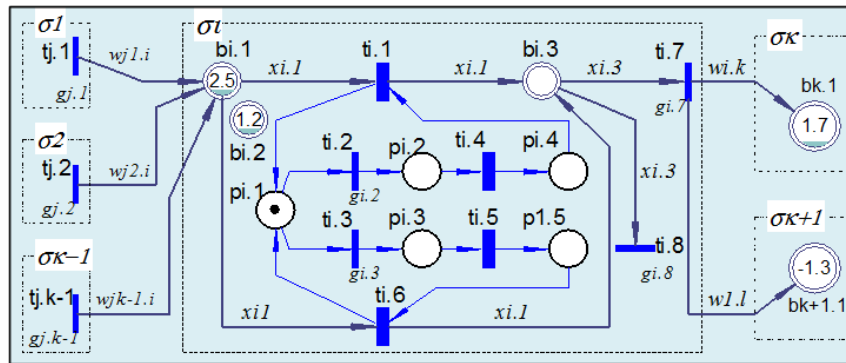 σ1
σι
σκ
tj.1
wj1.i
bi.1
xi.1
ti.1
xi.1
bi.3
xi.3
ti.7
wi.k
bk.1
2.5
gj.1
gi.7
1.7
σ2
1.2
bi.2
ti.2
pi.2
ti.4
pi.4
tj.2
wj2.i
gj.2
pi.1
gi.2
xi.3
ti.3
pi.3
ti.5
p1.5
σκ+1
σκ−1
gi.3
ti.8
gi.8
-1.3
tj.k-1
wjk-1.i
ti.6
xi1
xi.1
w1.l
bk+1.1
gj.k-1